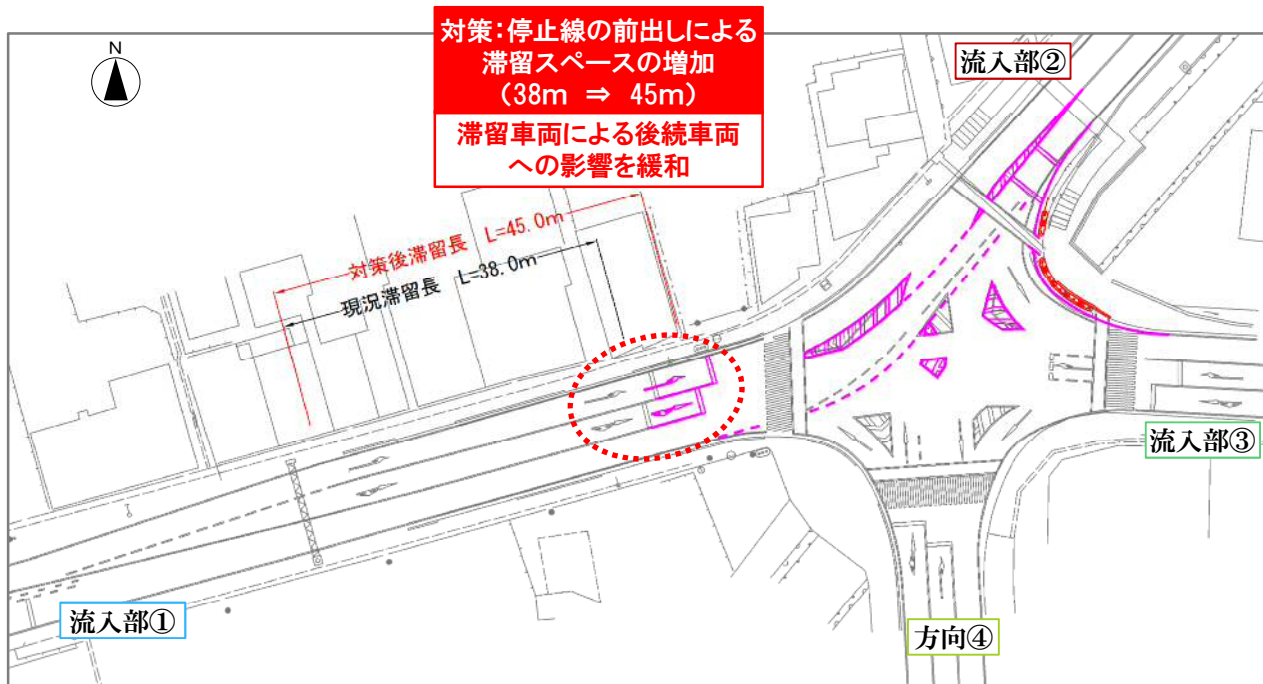 対策:停止線の前出しによる
滞留スペースの増加
(38m ⇒ 45m)
滞留車両による後続車両
への影響を緩和
N
流入部②
対策後滞留長 L=45.0m
現況滞留長 L=38.0m
流入部③
流入部①
方向④